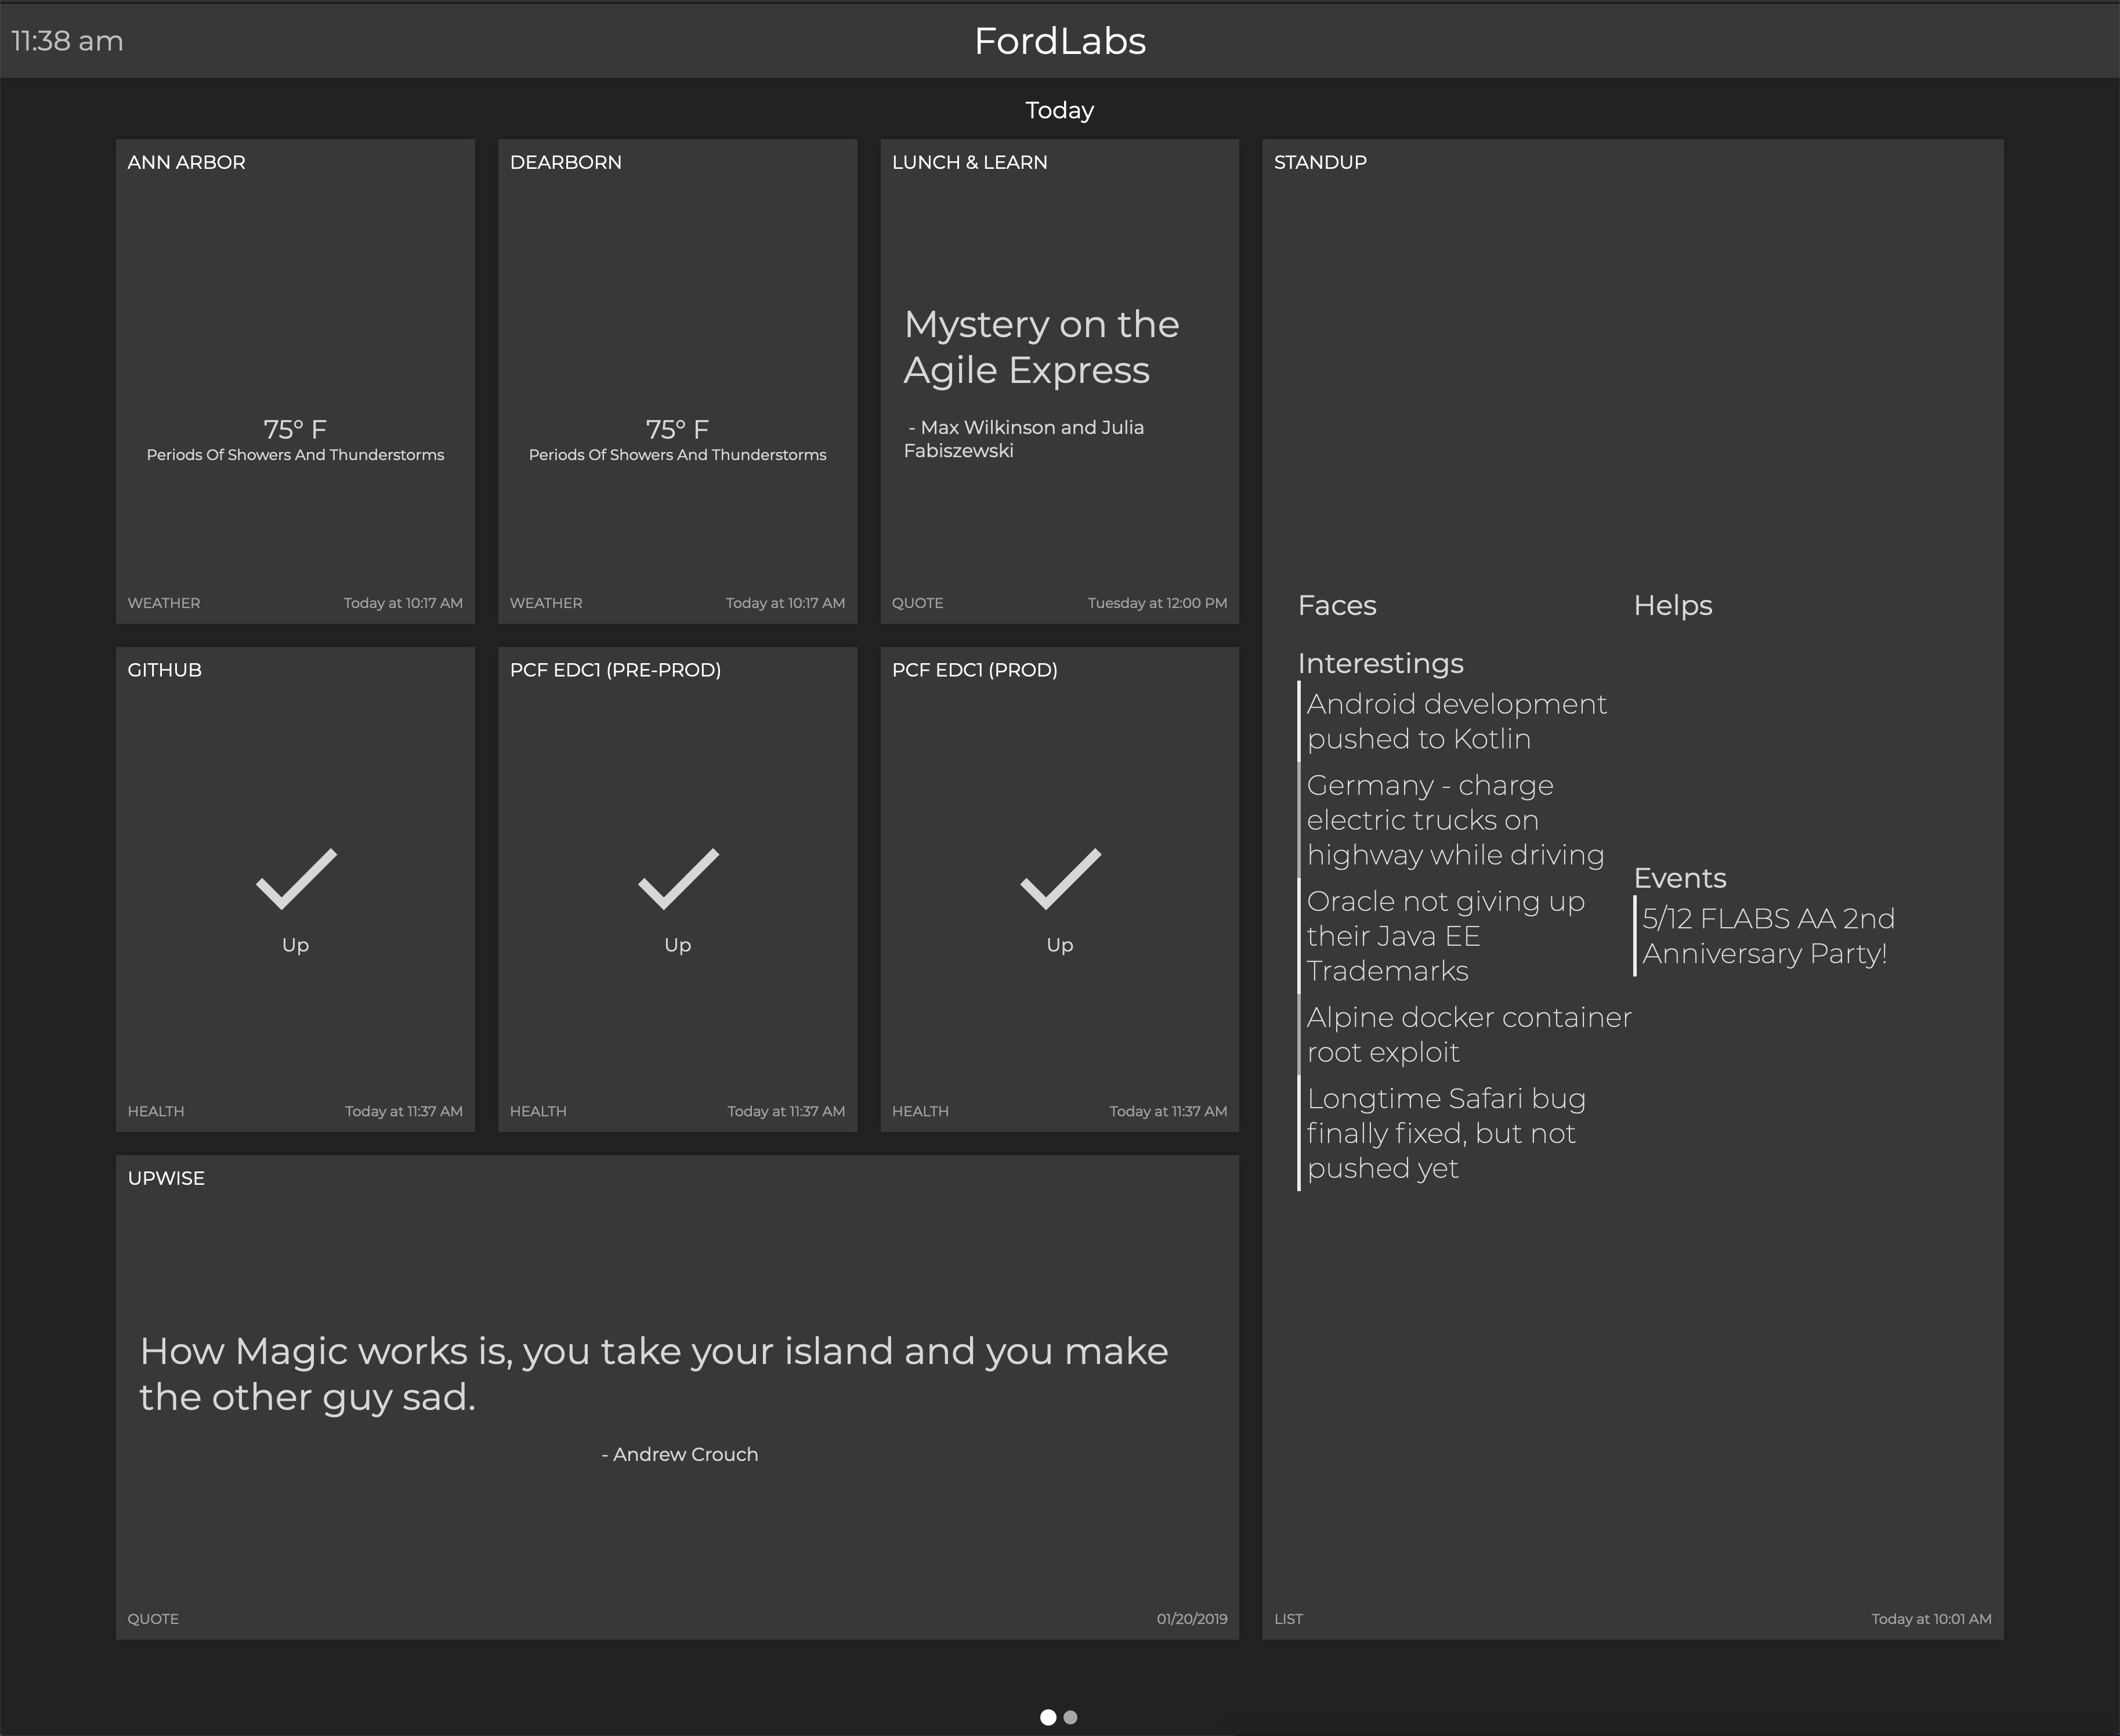 11:38 am
FordLabs
Today
ANN ARBOR
75° F
Periods Of Showers And Thunderstorms
WEATHER
Today at 10:17 AM
DEARBORN
75° F
Periods Of Showers And Thunderstorms
WEATHER
Today at 10:17 AM
LUNCH & LEARN
Mystery on the
Agile Express
- Max Wilkinson and Julia
Fabiszewski
QUOTE
Tuesday at 12:00 PM
GITHUB
Up
HEALTH
Today at 11:37 AM
PCF EDC1 (PRE-PROD)
Up
HEALTH
Today at 11:37 AM
PCF EDC1 (PROD)
Up
HEALTH
Today at 11:37 AM
UPWISE
How Magic works is, you take your island and you make
the other guy sad.
- Andrew Crouch
QUOTE
01/20/2019
STANDUP
Faces
Interestings
Android development
pushed to Kotlin
Germany - charge
electric trucks on
highway while driving
Oracle not giving up
their Java EE
Trademarks
Alpine docker container
root exploit
Longtime Safari bug
finally fixed, but not
pushed yet
Helps
Events
5/12 FLABS AA 2nd
Anniversary Party!
LIST
Today at 10:01 AM